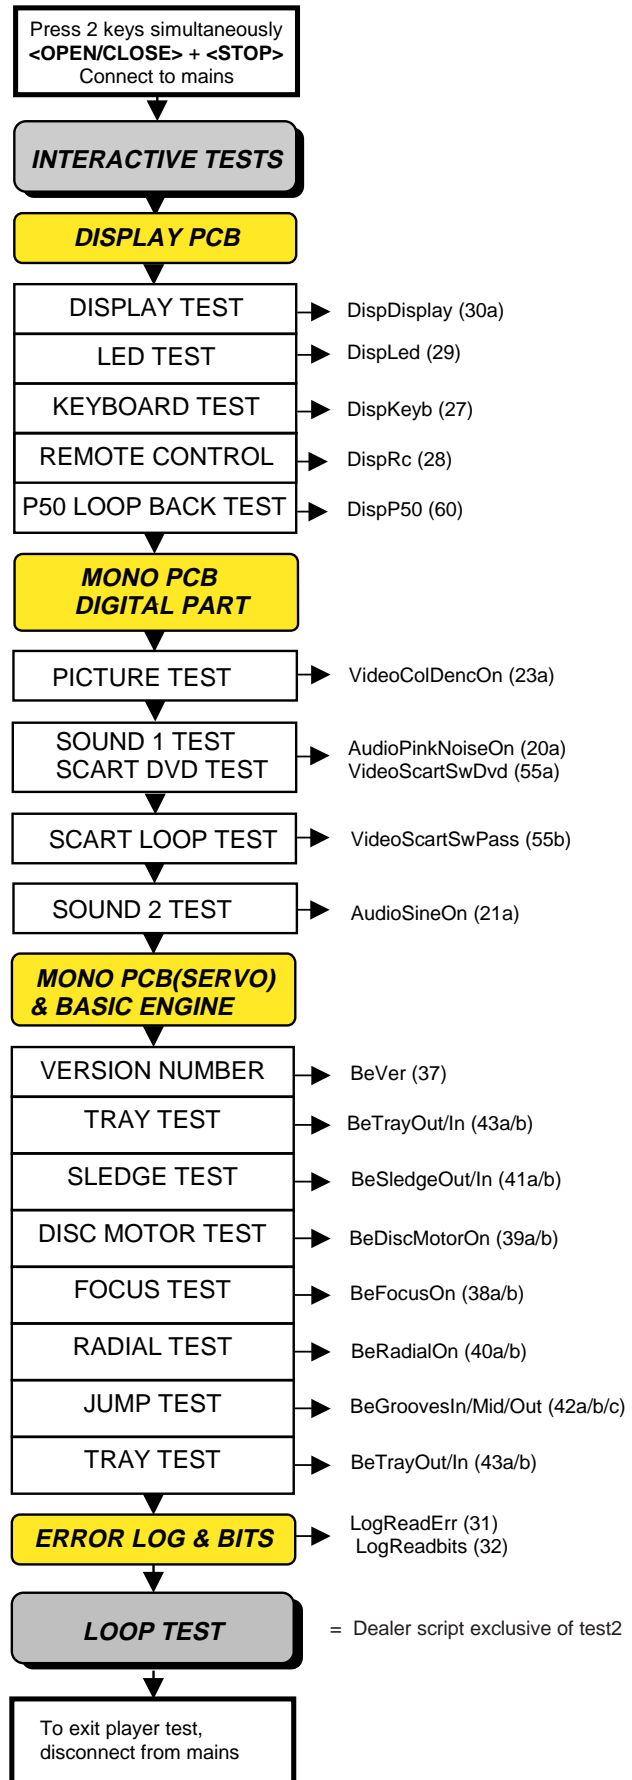 Press 2 keys simultaneously
<OPEN/CLOSE> + <STOP>
Connect to mains
INTERACTIVE TESTS
DISPLAY PCB
DISPLAY TEST
DispDisplay (30a)
LED TEST
DispLed (29)
KEYBOARD TEST
DispKeyb (27)
REMOTE CONTROL
DispRc (28)
P50 LOOP BACK TEST
DispP50 (60)
MONO PCB
DIGITAL PART
PICTURE TEST
VideoColDencOn (23a)
SOUND 1 TEST
SCART DVD TEST
AudioPinkNoiseOn (20a)
VideoScartSwDvd (55a)
SCART LOOP TEST
VideoScartSwPass (55b)
SOUND 2 TEST
AudioSineOn (21a)
MONO PCB(SERVO)
& BASIC ENGINE
VERSION NUMBER
BeVer (37)
TRAY TEST
BeTrayOut/In (43a/b)
SLEDGE TEST
BeSledgeOut/In (41a/b)
DISC MOTOR TEST
BeDiscMotorOn (39a/b)
FOCUS TEST
BeFocusOn (38a/b)
RADIAL TEST
BeRadialOn (40a/b)
JUMP TEST
BeGroovesIn/Mid/Out (42a/b/c)
TRAY TEST
BeTrayOut/In (43a/b)
ERROR LOG & BITS
LogReadErr (31)
LogReadbits (32)
LOOP TEST
= Dealer script exclusive of test2
To exit player test,
disconnect from mains